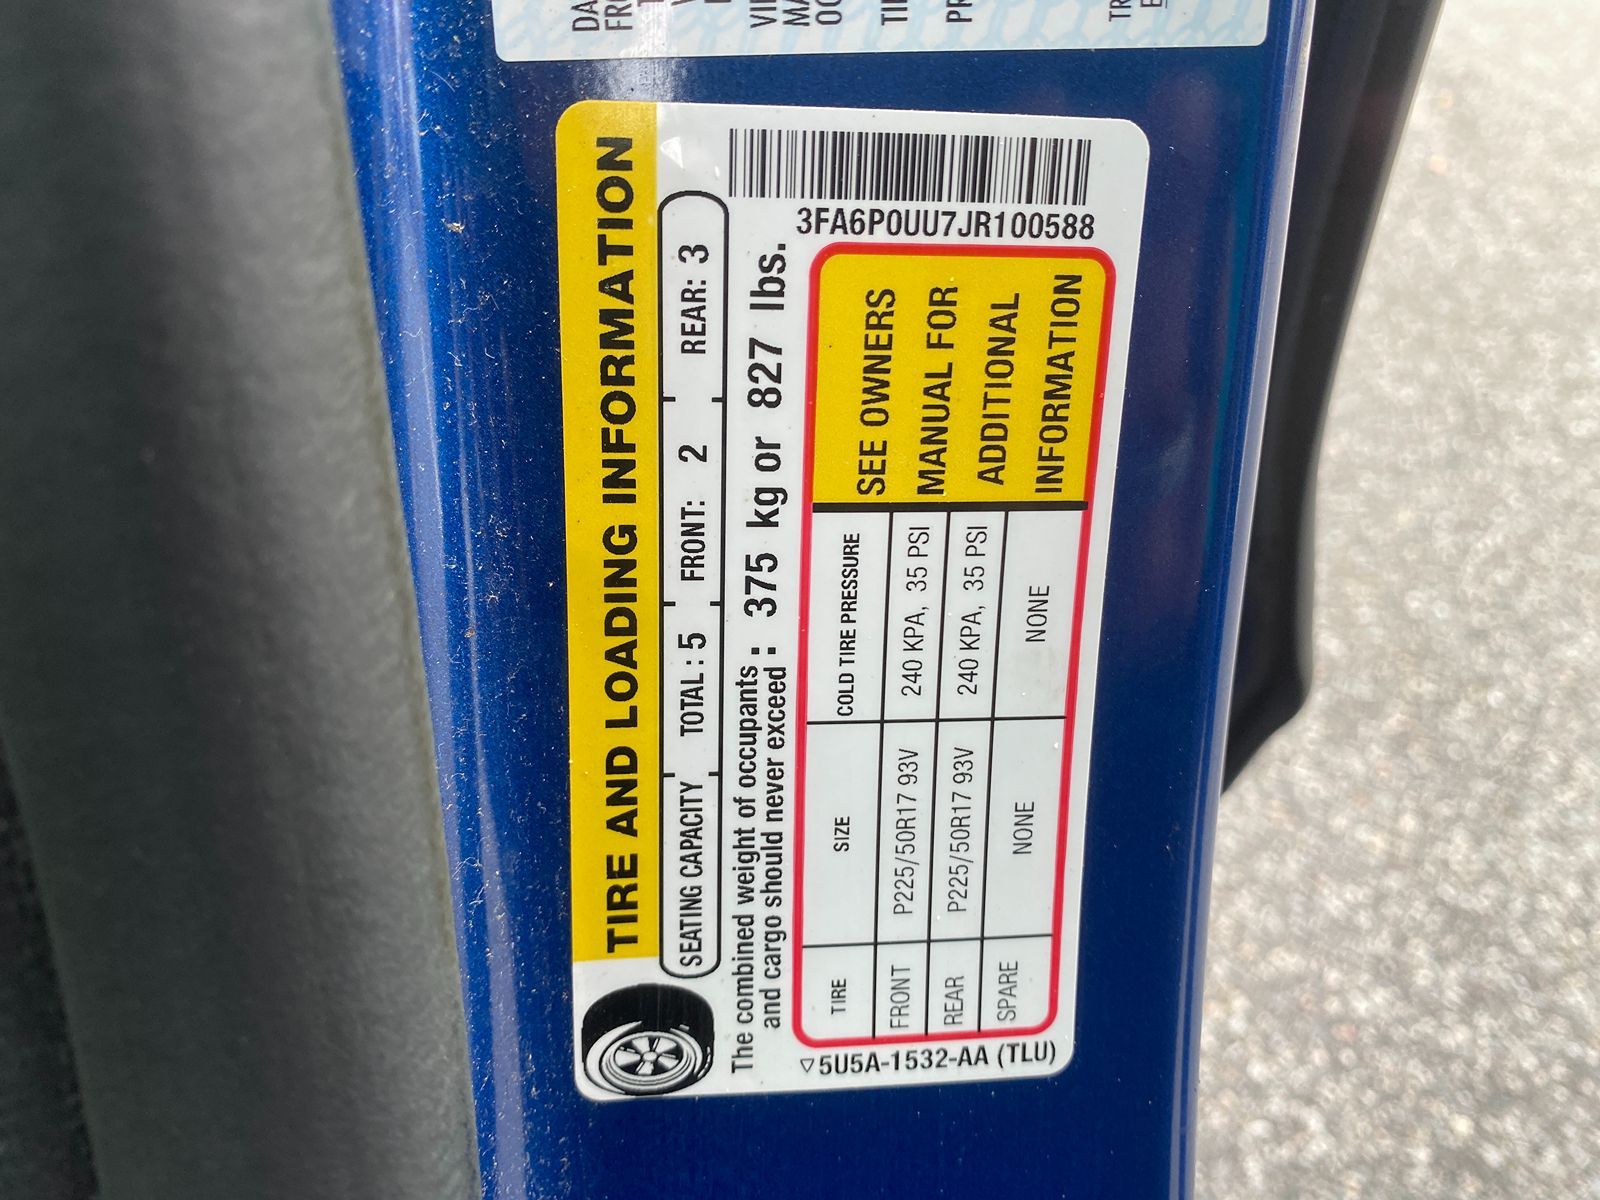 TIRE AND LOADING INFORMATION
SEATING CAPACITY TOTAL : 5 FRONT: 2 REAR: 3
The combined weight of occupants
and cargo should never exceed : 375 kg or 827 lbs.
3FA6P0UU7JR100588
TIRE SIZE COLD TIRE PRESSURE
FRONT P225/50R17 93V 240 KPA, 35 PSI
REAR P225/50R17 93V 240 KPA, 35 PSI
SPARE NONE NONE
SEE OWNERS
MANUAL FOR
ADDITIONAL
INFORMATION
5U5A-1532-AA (TLU)